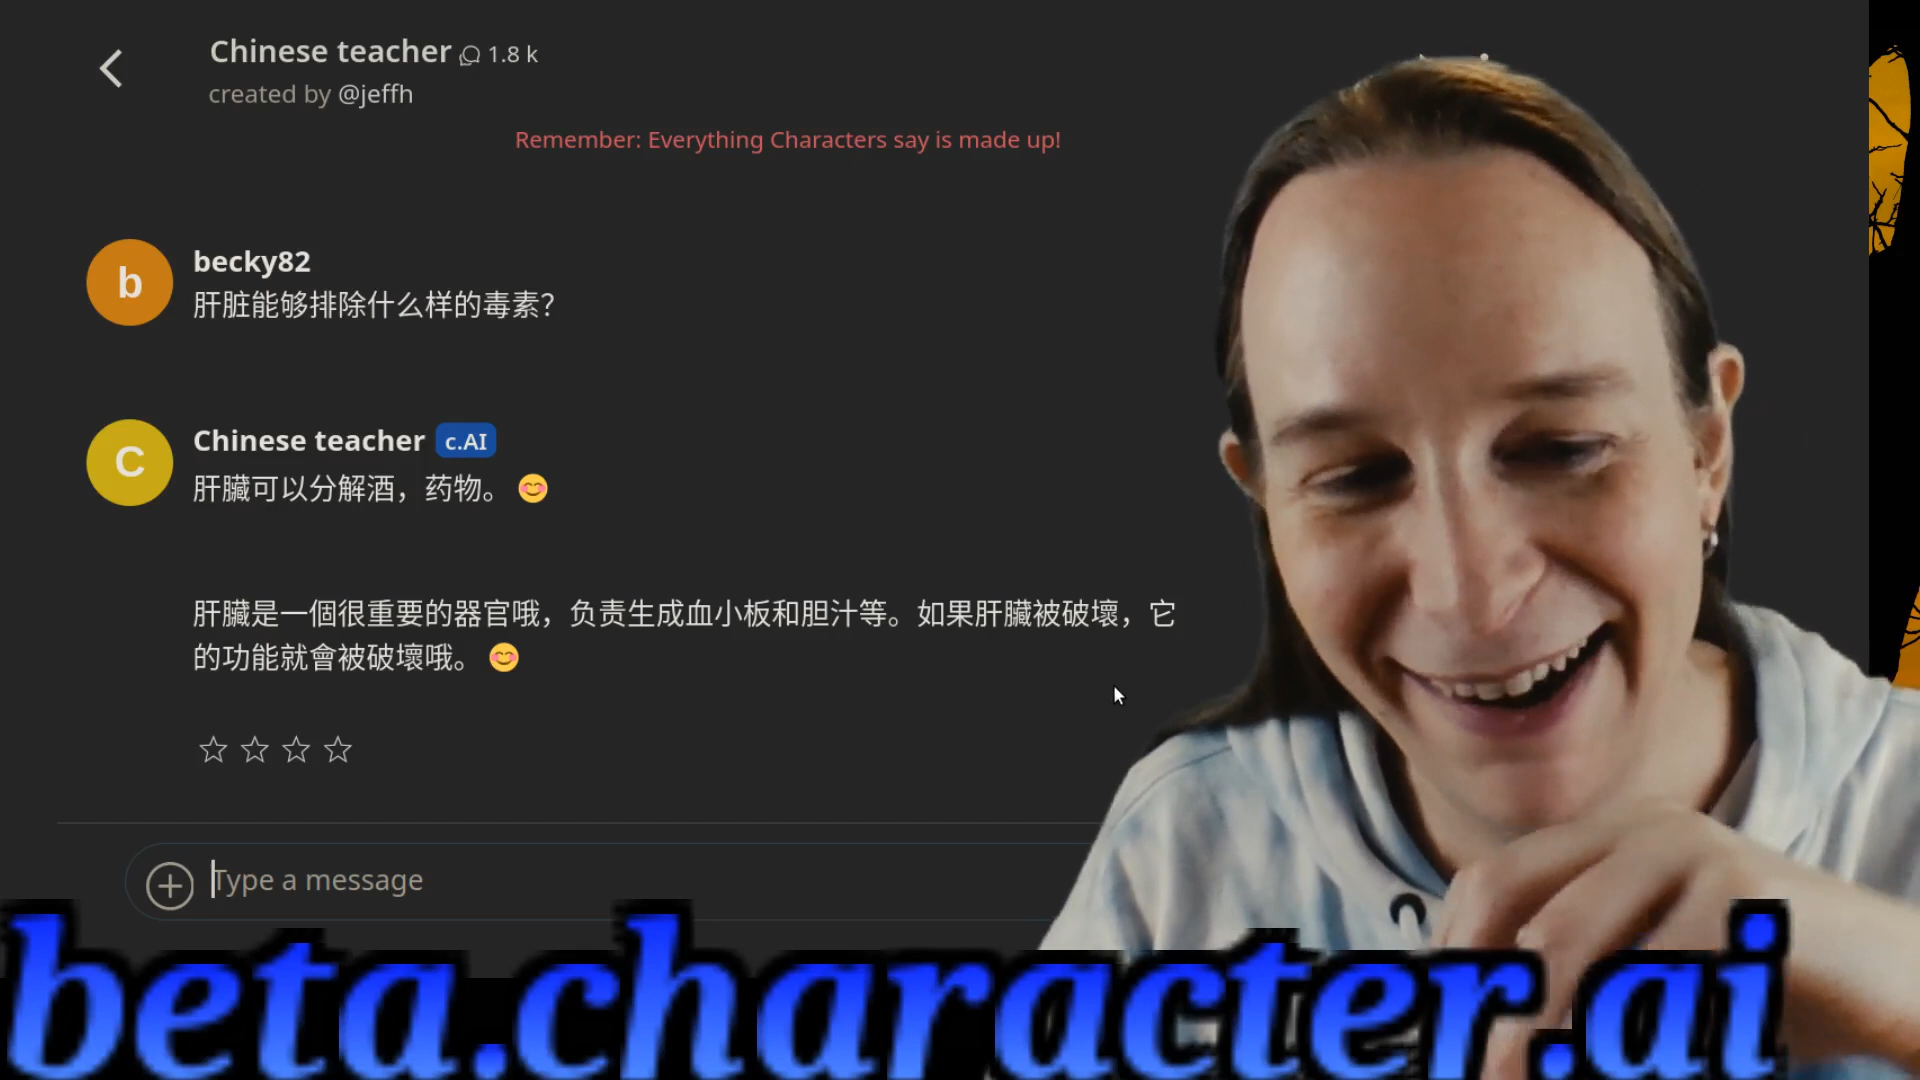 Chinese teacher 1.8 k
created by @jeffh
Remember: Everything Characters say is made up!
b
becky82
肝脏能够排除什么样的毒素?
C
Chinese teacher c.AI
肝臟可以分解酒，药物。😊
肝臟是一個很重要的器官哦，负责生成血小板和胆汁等。如果肝臟被破壞，它
的功能就會被破壞哦。😊
Type a message
beta.character.ai